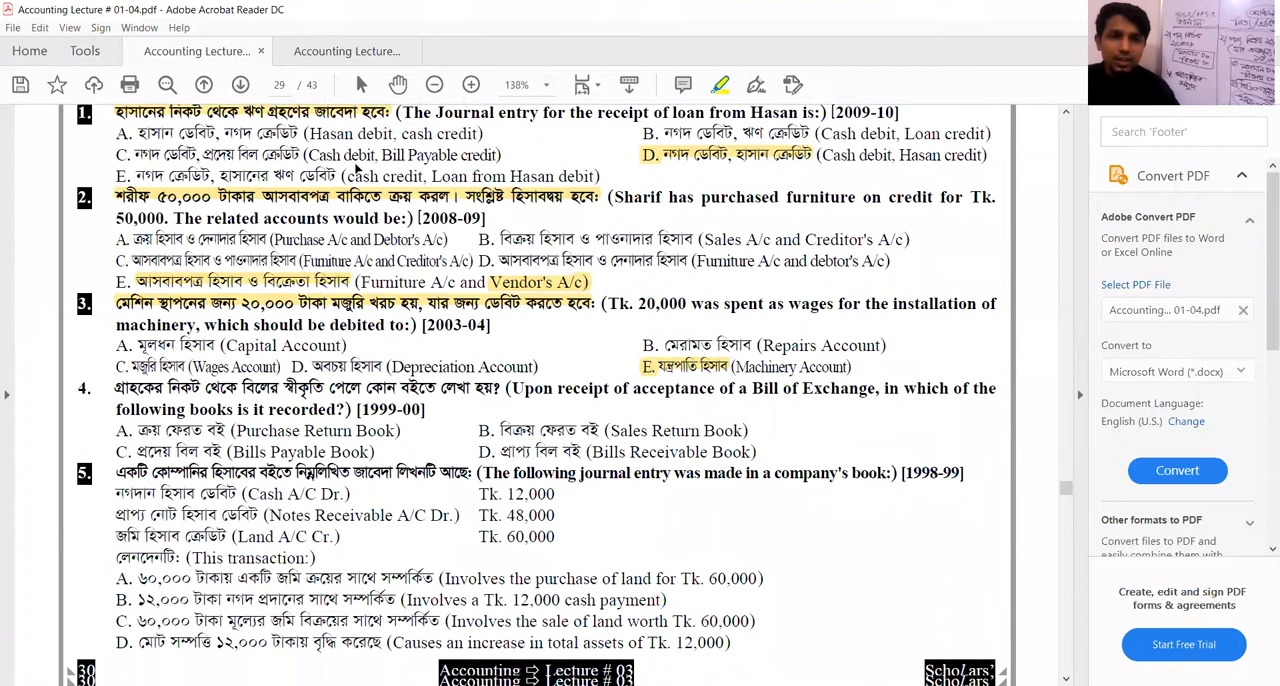 Accounting Lecture # 01-04.pdf - Adobe Acrobat Reader DC
File Edit View Sign Window Help
Home Tools Accounting Lecture... × Accounting Lecture...
29 / 43 138%
1. হাসানের নিকট থেকে ঋণ গ্রহণের জাবেদা হবে: (The Journal entry for the receipt of loan from Hasan is:) [2009-10]
A. হাসান ডেবিট, নগদ ক্রেডিট (Hasan debit, cash credit) B. নগদ ডেবিট, ঋণ ক্রেডিট (Cash debit, Loan credit)
C. নগদ ডেবিট, প্রদেয় বিল ক্রেডিট (Cash debit, Bill Payable credit) D. নগদ ডেবিট, হাসান ক্রেডিট (Cash debit, Hasan credit)
E. নগদ ক্রেডিট, হাসানের ঋণ ডেবিট (cash credit, Loan from Hasan debit)
2. শরীফ ৫০,০০০ টাকার আসবাবপত্র বাকিতে ক্রয় করল। সংশ্লিষ্ট হিসাবদ্বয় হবে: (Sharif has purchased furniture on credit for Tk.
50,000. The related accounts would be:) [2008-09]
A. ক্রয় হিসাব ও দেনাদার হিসাব (Purchase A/c and Debtor's A/c) B. বিক্রয় হিসাব ও পাওনাদার হিসাব (Sales A/c and Creditor's A/c)
C. আসবাবপত্র হিসাব ও পাওনাদার হিসাব (Furniture A/c and Creditor's A/c) D. আসবাবপত্র হিসাব ও দেনাদার হিসাব (Furniture A/c and debtor's A/c)
E. আসবাবপত্র হিসাব ও বিক্রেতা হিসাব (Furniture A/c and Vendor's A/c)
3. মেশিন স্থাপনের জন্য ২০,০০০ টাকা মজুরি খরচ হয়, যার জন্য ডেবিট করতে হবে: (Tk. 20,000 was spent as wages for the installation of
machinery, which should be debited to:) [2003-04]
A. মূলধন হিসাব (Capital Account) B. মেরামত হিসাব (Repairs Account)
C. মজুরি হিসাব (Wages Account) D. অবচয় হিসাব (Depreciation Account) E. যন্ত্রপাতি হিসাব (Machinery Account)
4. গ্রাহকের নিকট থেকে বিলের স্বীকৃতি পেলে কোন বইতে লেখা হয়? (Upon receipt of acceptance of a Bill of Exchange, in which of the
following books is it recorded?) [1999-00]
A. ক্রয় ফেরত বই (Purchase Return Book) B. বিক্রয় ফেরত বই (Sales Return Book)
C. প্রদেয় বিল বই (Bills Payable Book) D. প্রাপ্য বিল বই (Bills Receivable Book)
5. একটি কোম্পানির হিসাবের বইতে নিম্নলিখিত জাবেদা লিখনটি আছে: (The following journal entry was made in a company's book:) [1998-99]
নগদান হিসাব ডেবিট (Cash A/C Dr.) Tk. 12,000
প্রাপ্য নোট হিসাব ডেবিট (Notes Receivable A/C Dr.) Tk. 48,000
জমি হিসাব ক্রেডিট (Land A/C Cr.) Tk. 60,000
লেনদেনটি: (This transaction:)
A. ৬০,০০০ টাকায় একটি জমি ক্রয়ের সাথে সম্পর্কিত (Involves the purchase of land for Tk. 60,000)
B. ১২,০০০ টাকা নগদ প্রদানের সাথে সম্পর্কিত (Involves a Tk. 12,000 cash payment)
C. ৬০,০০০ টাকা মূল্যের জমি বিক্রয়ের সাথে সম্পর্কিত (Involves the sale of land worth Tk. 60,000)
D. মোট সম্পত্তি ১২,০০০ টাকায় বৃদ্ধি করেছে (Causes an increase in total assets of Tk. 12,000)
30 Accounting ⇨ Lecture # 03 Scholars'
30 Accounting ⇨ Lecture # 03 Scholars'
Search 'Footer'
Convert PDF
Adobe Convert PDF
Convert PDF files to Word
or Excel Online
Select PDF File
Accounting... 01-04.pdf ×
Convert to
Microsoft Word (*.docx)
Document Language:
English (U.S.) Change
Convert
Other formats to PDF
Convert files to PDF and
easily combine them with
Create, edit and sign PDF
forms & agreements
Start Free Trial